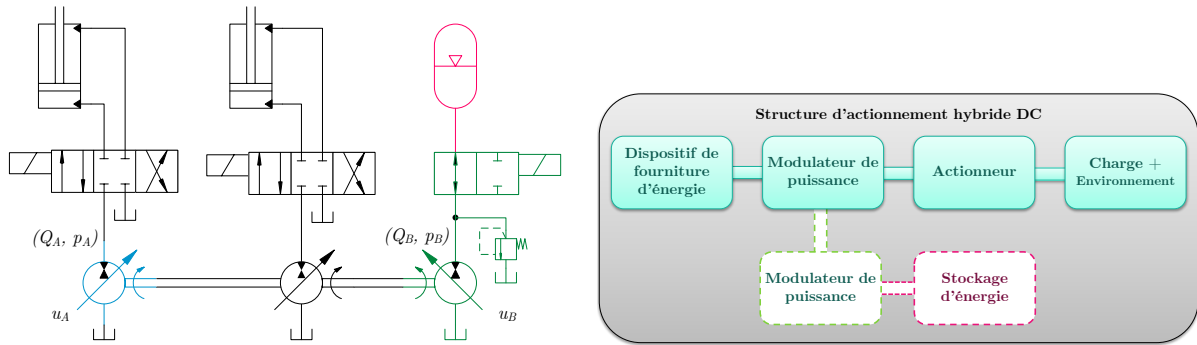 (Q_A, p_A)
(Q_B, p_B)
u_A
u_B
Structure d'actionnement hybride DC
Dispositif de
fourniture
d'énergie
Modulateur de
puissance
Actionneur
Charge +
Environnement
Modulateur de
puissance
Stockage
d'énergie